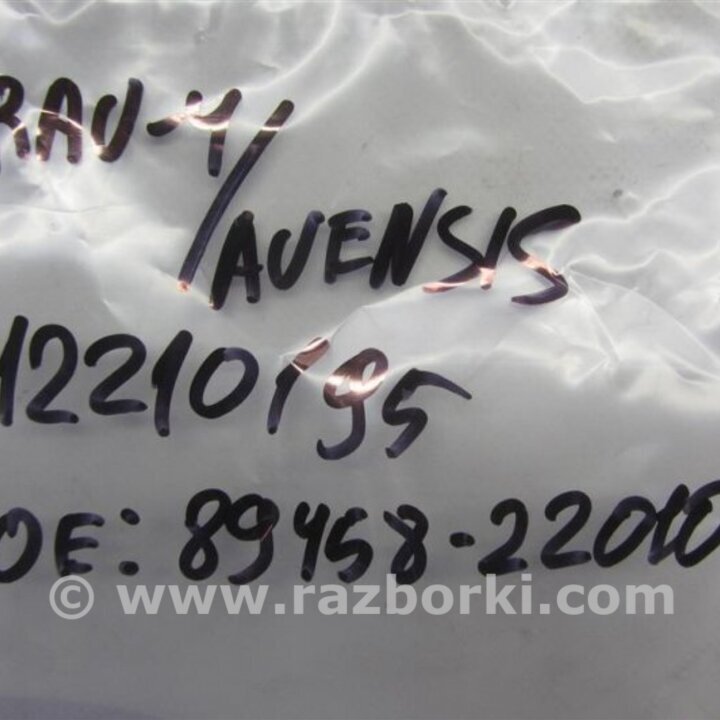 RAV-4/
AVENSIS
12210195
OE: 89458-22010
© www.razborki.com